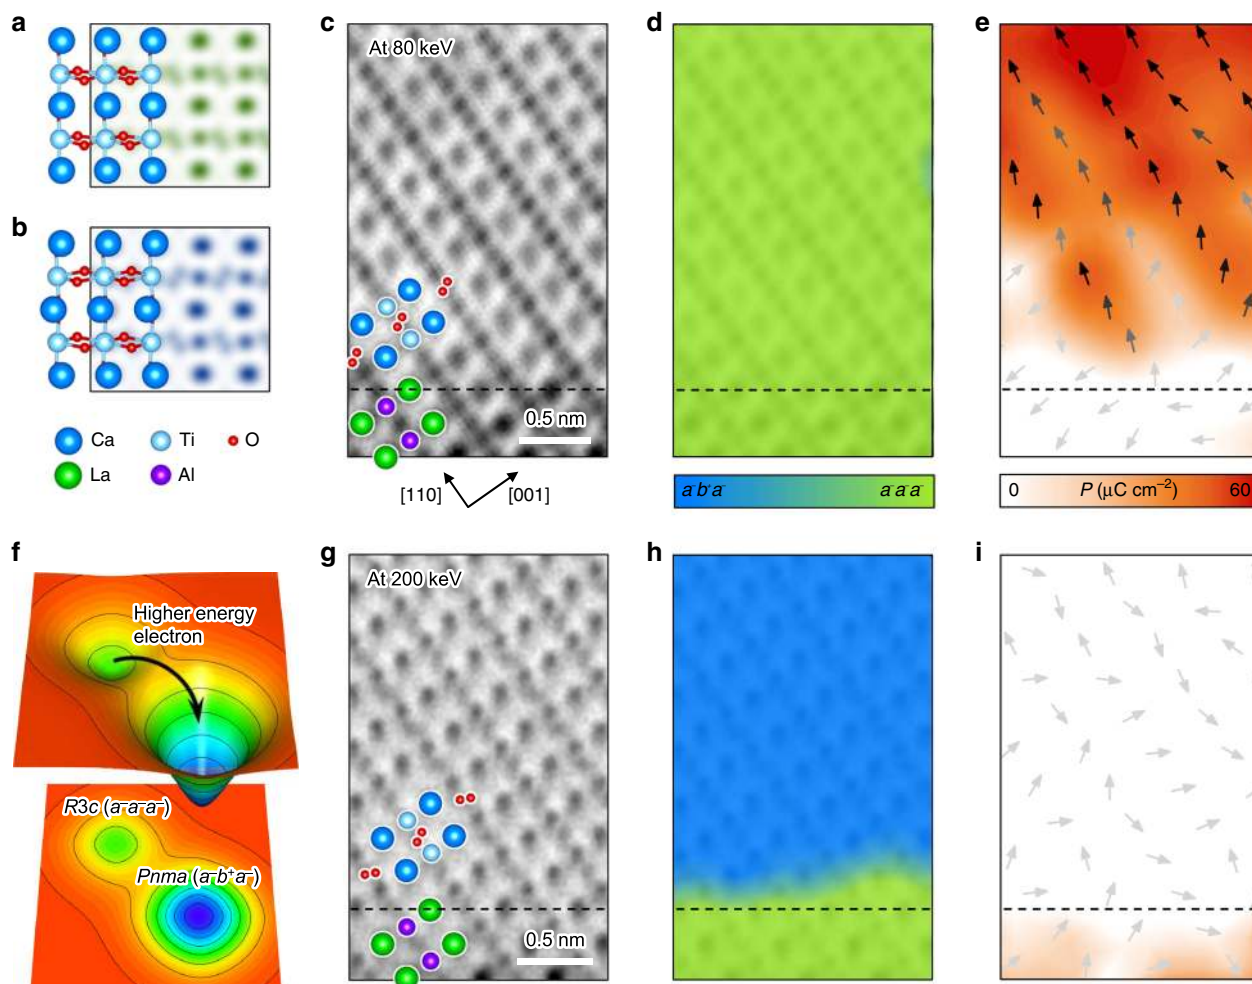 a
b
Ca
Ti
O
La
Al
c
At 80 keV
0.5 nm
[110]
[001]
d
a⁻b⁺a⁻
a⁻a⁻a⁻
e
0
P (μC cm⁻²)
60
f
Higher energy
electron
R3c (a⁻a⁻a⁻)
Pnma (a⁻b⁺a⁻)
g
At 200 keV
0.5 nm
h
i